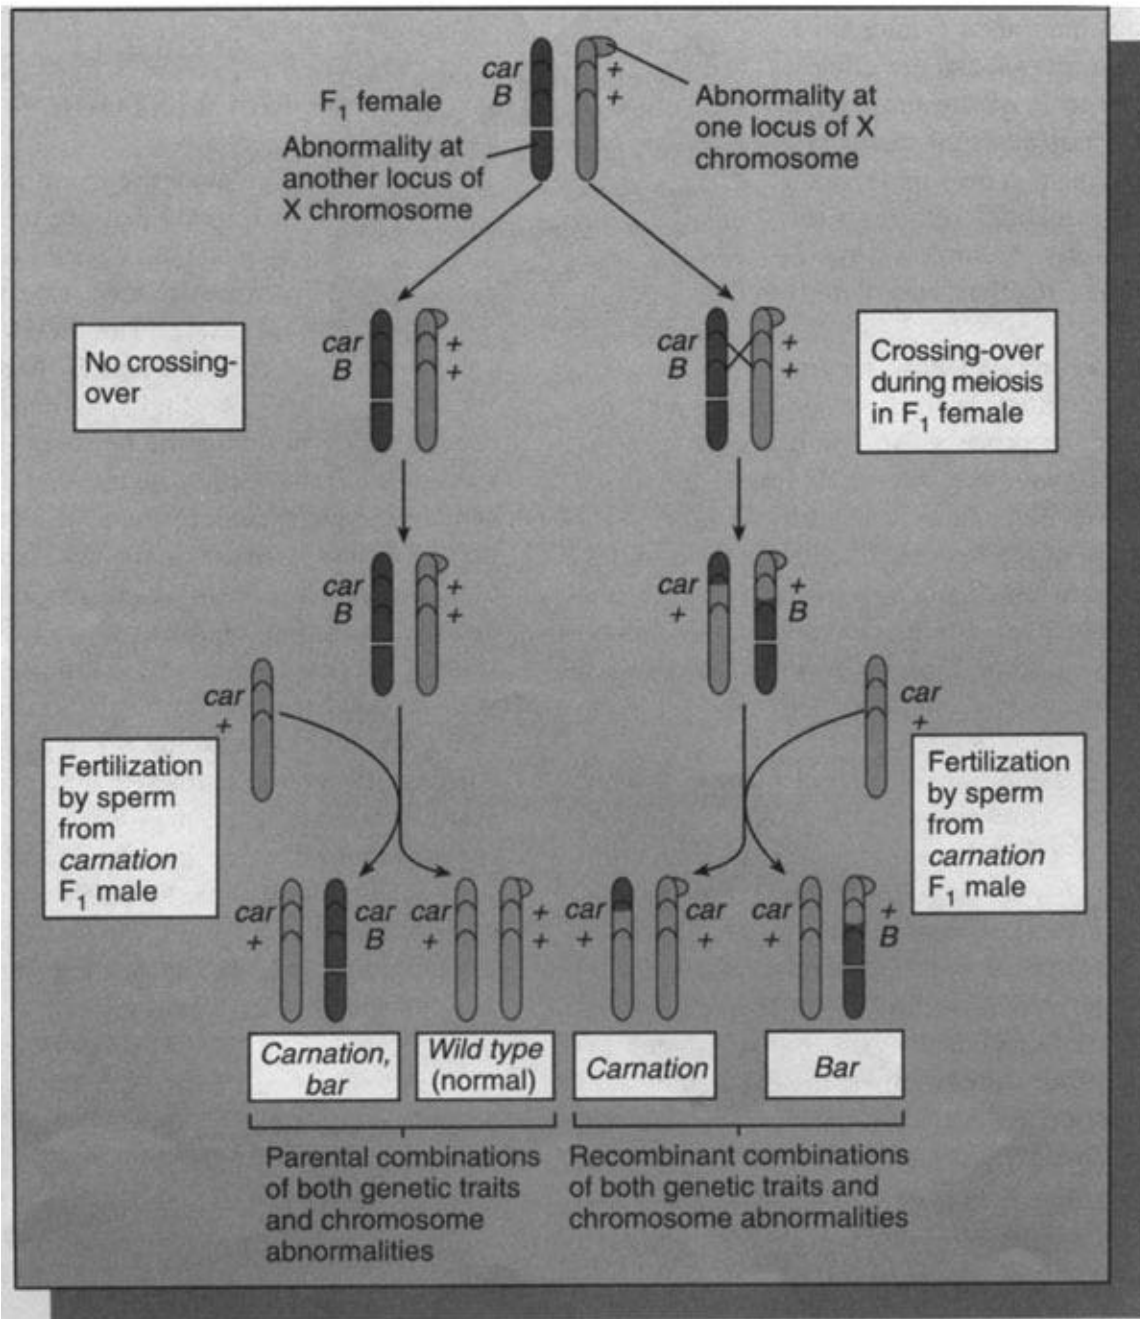 car
B
F1 female
+
+
Abnormality at
one locus of X
chromosome
Abnormality at
another locus of
X chromosome
No crossing-
over
car
B
+
+
car
B
+
+
Crossing-over
during meiosis
in F1 female
car
B
+
+
car
+
+
B
car
+
car
+
Fertilization
by sperm
from
carnation
F1 male
Fertilization
by sperm
from
carnation
F1 male
car
+
car
B
car
+
+
+
car
+
car
+
car
+
+
B
Carnation,
bar
Wild type
(normal)
Carnation
Bar
Parental combinations
of both genetic traits
and chromosome
abnormalities
Recombinant combinations
of both genetic traits and
chromosome abnormalities